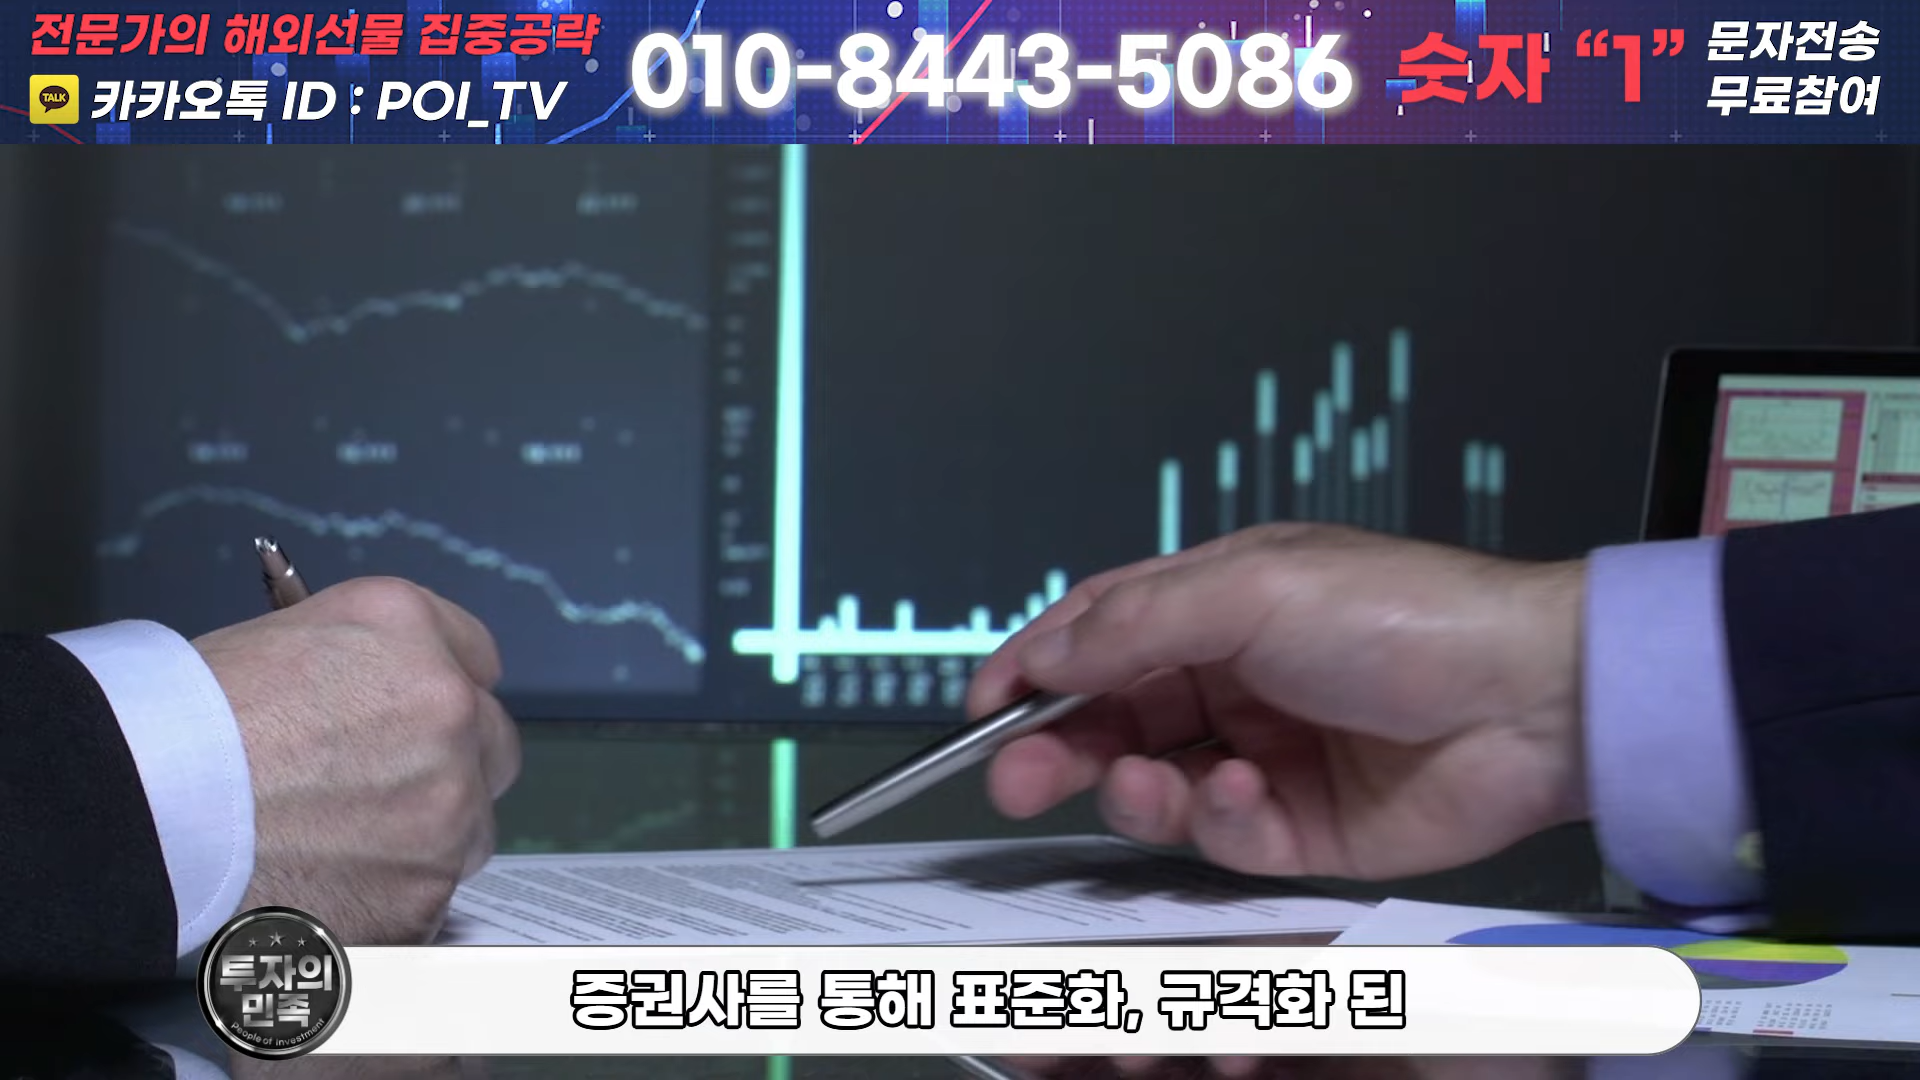 전문가의 해외선물 집중공략
TALK 카카오톡 ID : POI_TV
010-8443-5086
숫자 “1”
문자전송
무료참여
투자의
민족
People of investment
증권사를 통해 표준화, 규격화 된